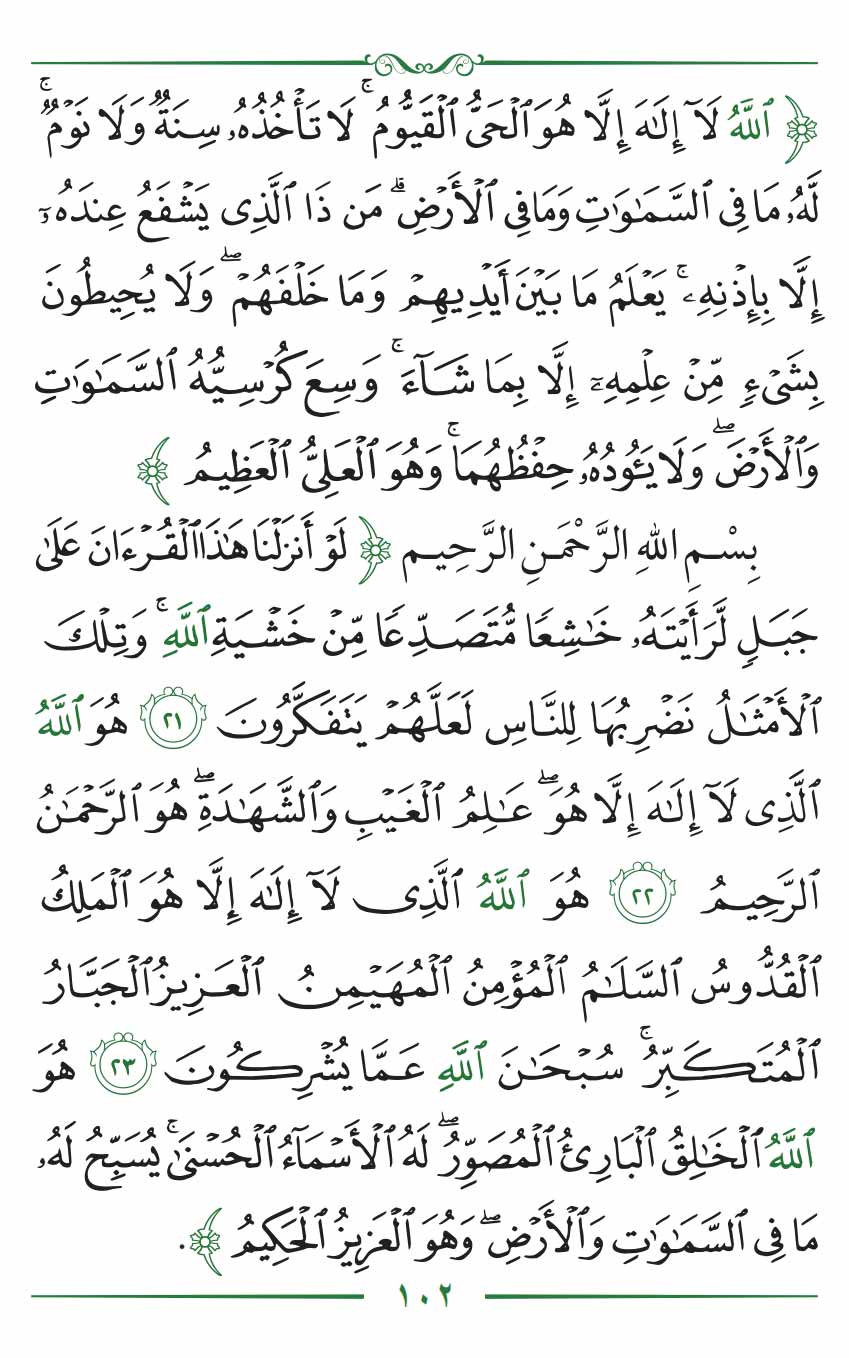 ﴿ ٱللَّهُ لَآ إِلَٰهَ إِلَّا هُوَ ٱلۡحَيُّ ٱلۡقَيُّومُۚ لَا تَأۡخُذُهُۥ سِنَةٞ وَلَا نَوۡمٞۚ
لَّهُۥ مَا فِي ٱلسَّمَٰوَٰتِ وَمَا فِي ٱلۡأَرۡضِۗ مَن ذَا ٱلَّذِي يَشۡفَعُ عِندَهُۥٓ
إِلَّا بِإِذۡنِهِۦۚ يَعۡلَمُ مَا بَيۡنَ أَيۡدِيهِمۡ وَمَا خَلۡفَهُمۡۖ وَلَا يُحِيطُونَ
بِشَيۡءٖ مِّنۡ عِلۡمِهِۦٓ إِلَّا بِمَا شَآءَۚ وَسِعَ كُرۡسِيُّهُ ٱلسَّمَٰوَٰتِ
وَٱلۡأَرۡضَۖ وَلَا يَـُٔودُهُۥ حِفۡظُهُمَاۚ وَهُوَ ٱلۡعَلِيُّ ٱلۡعَظِيمُ ﴾
بِسْمِ اللهِ الرَّحْمَنِ الرَّحِيمِ ﴿ لَوۡ أَنزَلۡنَا هَٰذَا ٱلۡقُرۡءَانَ عَلَىٰ
جَبَلٖ لَّرَأَيۡتَهُۥ خَٰشِعٗا مُّتَصَدِّعٗا مِّنۡ خَشۡيَةِ ٱللَّهِۚ وَتِلۡكَ
ٱلۡأَمۡثَٰلُ نَضۡرِبُهَا لِلنَّاسِ لَعَلَّهُمۡ يَتَفَكَّرُونَ ٢١ هُوَ ٱللَّهُ
ٱلَّذِي لَآ إِلَٰهَ إِلَّا هُوَۖ عَٰلِمُ ٱلۡغَيۡبِ وَٱلشَّهَٰدَةِۖ هُوَ ٱلرَّحۡمَٰنُ
ٱلرَّحِيمُ ٢٢ هُوَ ٱللَّهُ ٱلَّذِي لَآ إِلَٰهَ إِلَّا هُوَ ٱلۡمَلِكُ
ٱلۡقُدُّوسُ ٱلسَّلَٰمُ ٱلۡمُؤۡمِنُ ٱلۡمُهَيۡمِنُ ٱلۡعَزِيزُ ٱلۡجَبَّارُ
ٱلۡمُتَكَبِّرُۚ سُبۡحَٰنَ ٱللَّهِ عَمَّا يُشۡرِكُونَ ٢٣ هُوَ
ٱللَّهُ ٱلۡخَٰلِقُ ٱلۡبَارِئُ ٱلۡمُصَوِّرُۖ لَهُ ٱلۡأَسۡمَآءُ ٱلۡحُسۡنَىٰۚ يُسَبِّحُ لَهُۥ
مَا فِي ٱلسَّمَٰوَٰتِ وَٱلۡأَرۡضِۖ وَهُوَ ٱلۡعَزِيزُ ٱلۡحَكِيمُ ﴾.
١٠٢